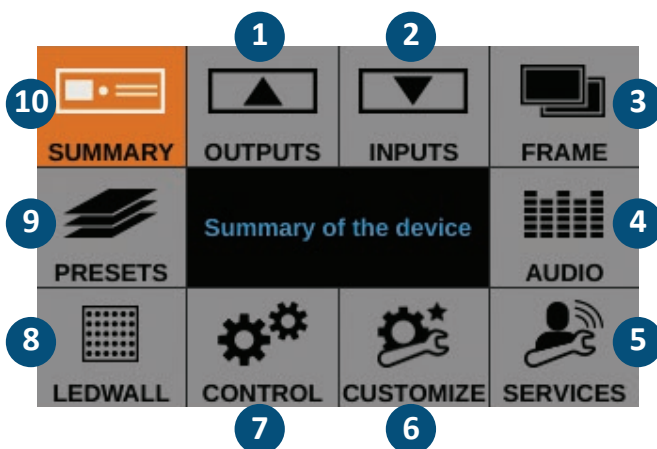 1 2
10 3
SUMMARY OUTPUTS INPUTS FRAME
9 Summary of the device 4
PRESETS AUDIO
8 5
LEDWALL CONTROL CUSTOMIZE SERVICES
7 6